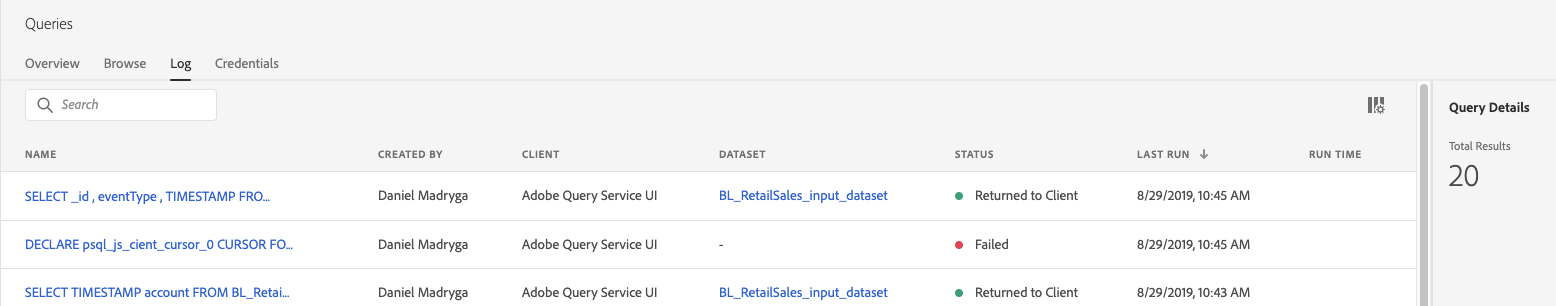 Queries
Overview Browse Log Credentials
Search
Query Details
Total Results
20
NAME CREATED BY CLIENT DATASET STATUS LAST RUN RUN TIME
SELECT _id , eventType , TIMESTAMP FRO... Daniel Madryga Adobe Query Service UI BL_RetailSales_input_dataset Returned to Client 8/29/2019, 10:45 AM
DECLARE psql_js_cient_cursor_0 CURSOR FO... Daniel Madryga Adobe Query Service UI - Failed 8/29/2019, 10:45 AM
SELECT TIMESTAMP account FROM BL_Retai... Daniel Madryga Adobe Query Service UI BL_RetailSales_input_dataset Returned to Client 8/29/2019, 10:43 AM